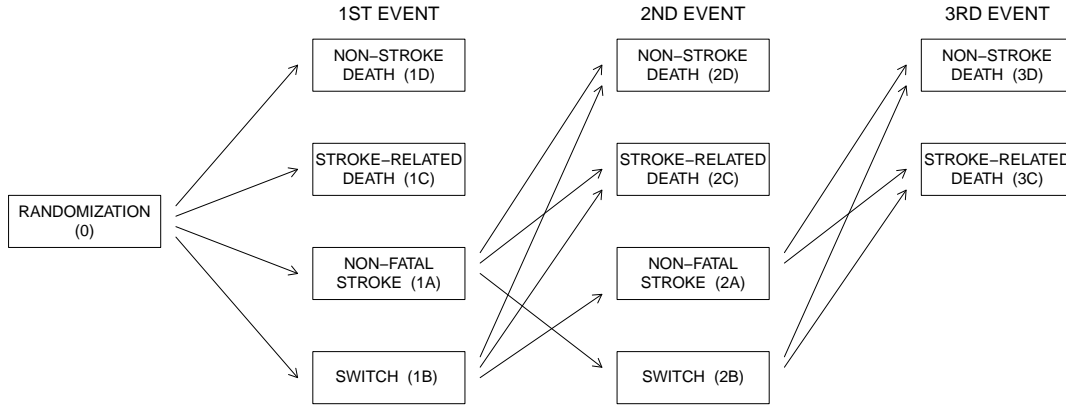 1ST EVENT
2ND EVENT
3RD EVENT
RANDOMIZATION
(0)
NON−STROKE
DEATH (1D)
STROKE−RELATED
DEATH (1C)
NON−FATAL
STROKE (1A)
SWITCH (1B)
NON−STROKE
DEATH (2D)
STROKE−RELATED
DEATH (2C)
NON−FATAL
STROKE (2A)
SWITCH (2B)
NON−STROKE
DEATH (3D)
STROKE−RELATED
DEATH (3C)